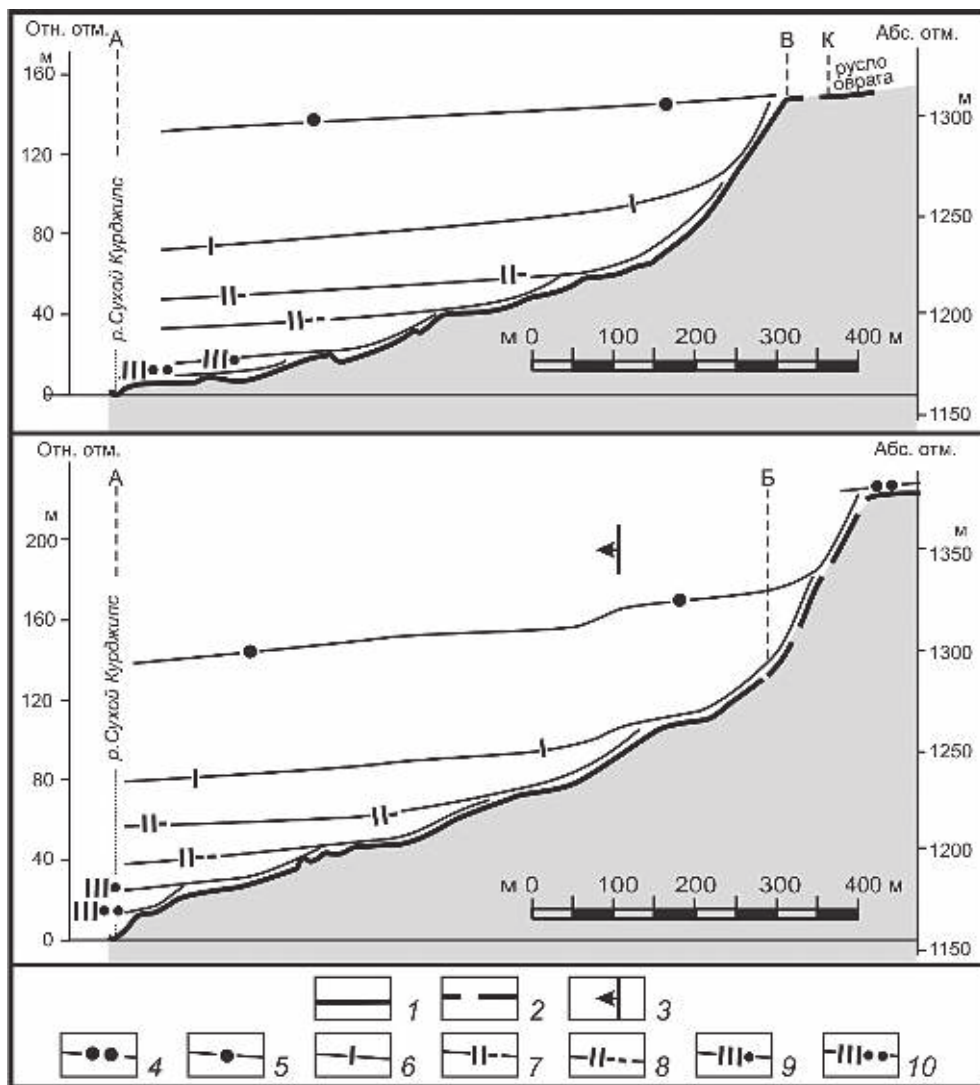 Отн. отм.
А
В
К
Абс. отм.
м
160
120
80
40
0
русло
оврага
м
1300
1250
1200
1150
р.Сухой Курджипс
м 0 100 200 300 400 м
Отн. отм.
А
Б
Абс. отм.
м
200
160
120
80
40
0
м
1350
1300
1250
1200
1150
р.Сухой Курджипс
м 0 100 200 300 400 м
1 2 3
4 5 6 7 8 9 10